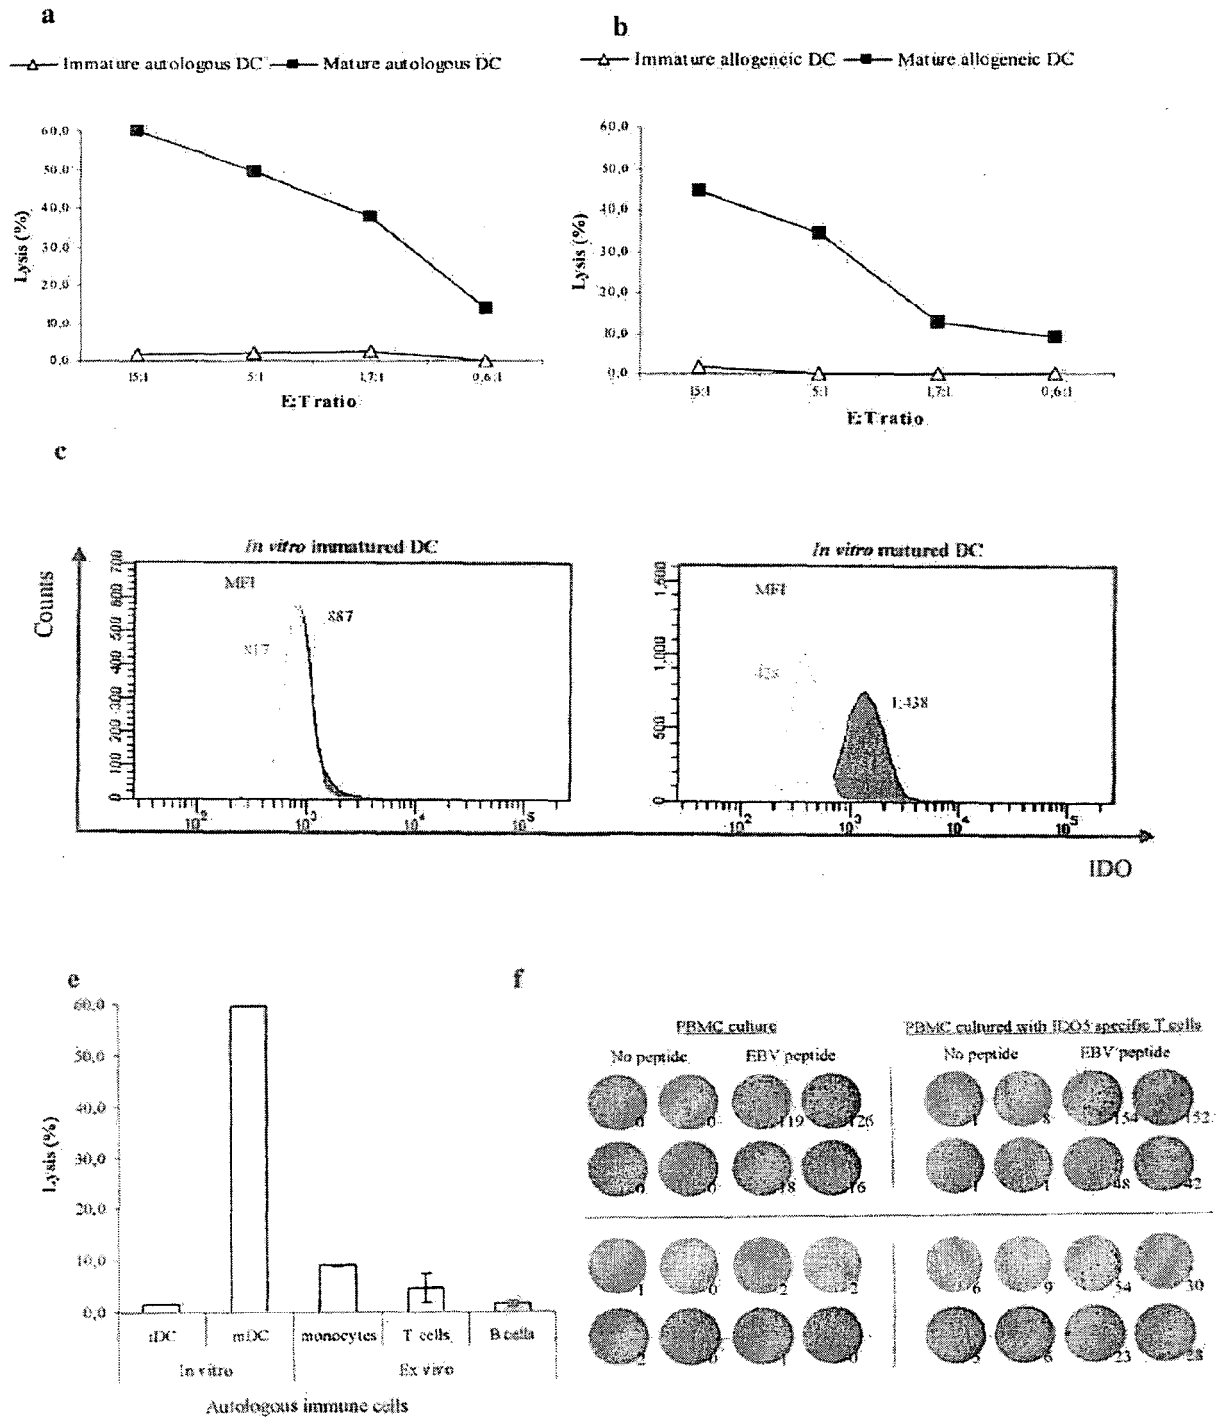 a
Immature autologous DC Mature autologous DC
60,0
50,0
40,0
30,0
20,0
10,0
0,0
Lysis (%)
15:1 5:1 1,7:1 0,6:1
E:T ratio
b
Immature allogeneic DC Mature allogeneic DC
60,0
50,0
40,0
30,0
20,0
10,0
0,0
Lysis (%)
15:1 5:1 1,7:1 0,6:1
E:T ratio
c
Counts
In vitro immatured DC
MFI
887
817
0 100 200 300 400 500 600 700
10² 10³ 10⁴ 10⁵
In vitro matured DC
MFI
1.438
0 500 1,000 1,500
10² 10³ 10⁴ 10⁵
IDO
e
60,0
50,0
40,0
30,0
20,0
10,0
0,0
Lysis (%)
iDC mDC monocytes T cells B cells
In vitro Ex vivo
Autologous immune cells
f
PBMC culture
No peptide EBV peptide
0 0 119 126
0 0 18 16
1 0 2 2
2 0 1 0
PBMC cultured with IDO5 specific T cells
No peptide EBV peptide
1 8 154 152
1 1 48 42
6 9 54 30
5 6 23 28